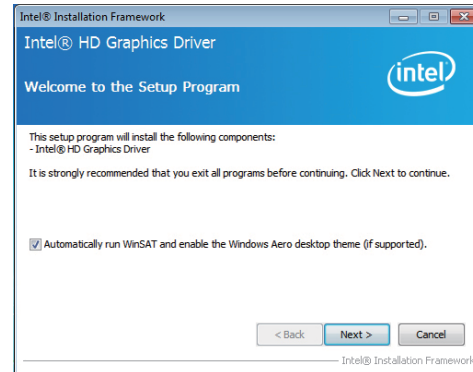 Intel® Installation Framework
Intel® HD Graphics Driver
Welcome to the Setup Program
intel
This setup program will install the following components:
- Intel® HD Graphics Driver
It is strongly recommended that you exit all programs before continuing. Click Next to continue.
Automatically run WinSAT and enable the Windows Aero desktop theme (if supported).
< Back Next > Cancel
Intel® Installation Framework